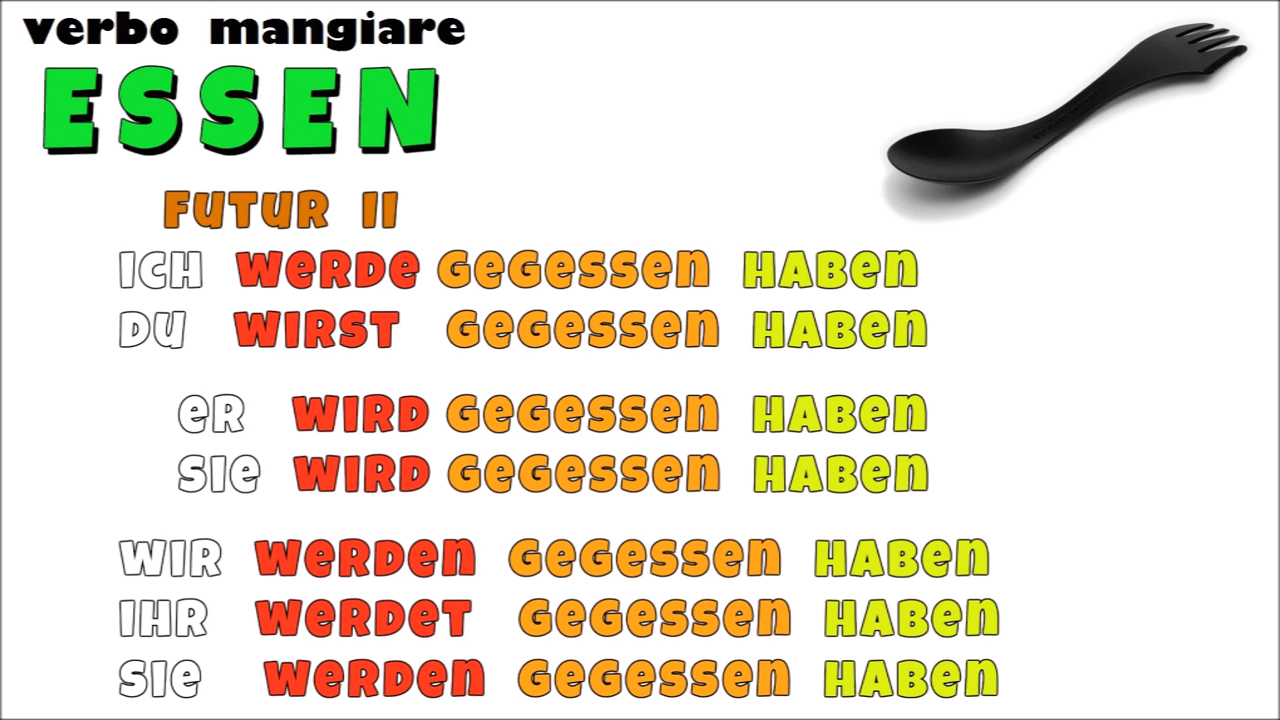 verbo mangiare
ESSEN
FUTUR II
ICH WERDE GEGESSEN HABEN
DU WIRST GEGESSEN HABEN
ER WIRD GEGESSEN HABEN
SIE WIRD GEGESSEN HABEN
WIR WERDEN GEGESSEN HABEN
IHR WERDET GEGESSEN HABEN
SIE WERDEN GEGESSEN HABEN